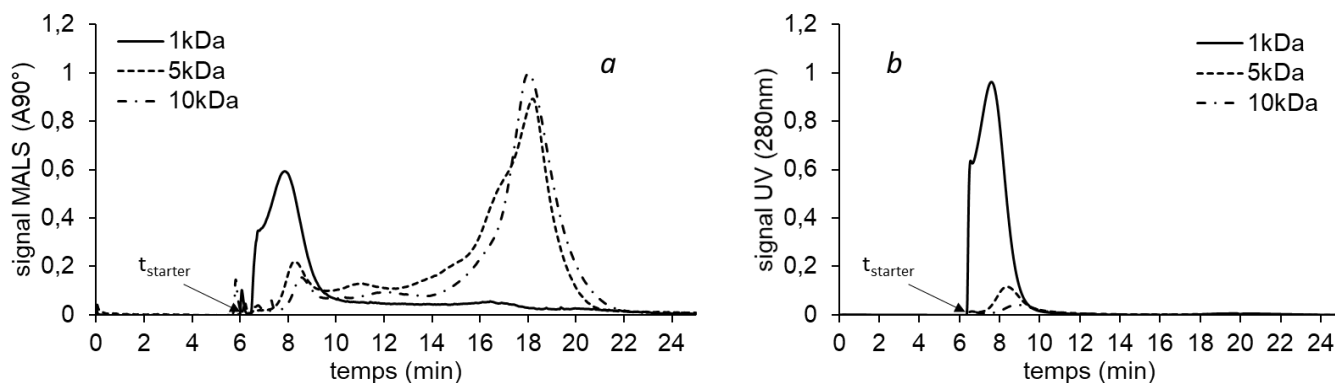 1,2
1
0,8
0,6
0,4
0,2
0
signal MALS (A90°)
1kDa
5kDa
10kDa
a
t_starter
0 2 4 6 8 10 12 14 16 18 20 22 24
temps (min)
1,2
1
0,8
0,6
0,4
0,2
0
signal UV (280nm)
b
1kDa
5kDa
10kDa
t_starter
0 2 4 6 8 10 12 14 16 18 20 22 24
temps (min)